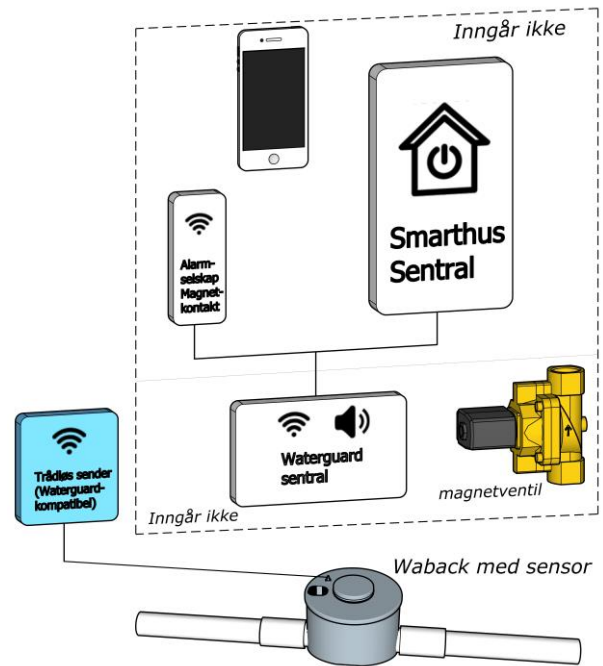 Inngår ikke
Smarthus
Sentral
Alarm-
selskap
Magnet-
kontakt
Waterguard
sentral
magnetventil
Inngår ikke
Trådløs sender
(Waterguard-
kompatibel)
Waback med sensor